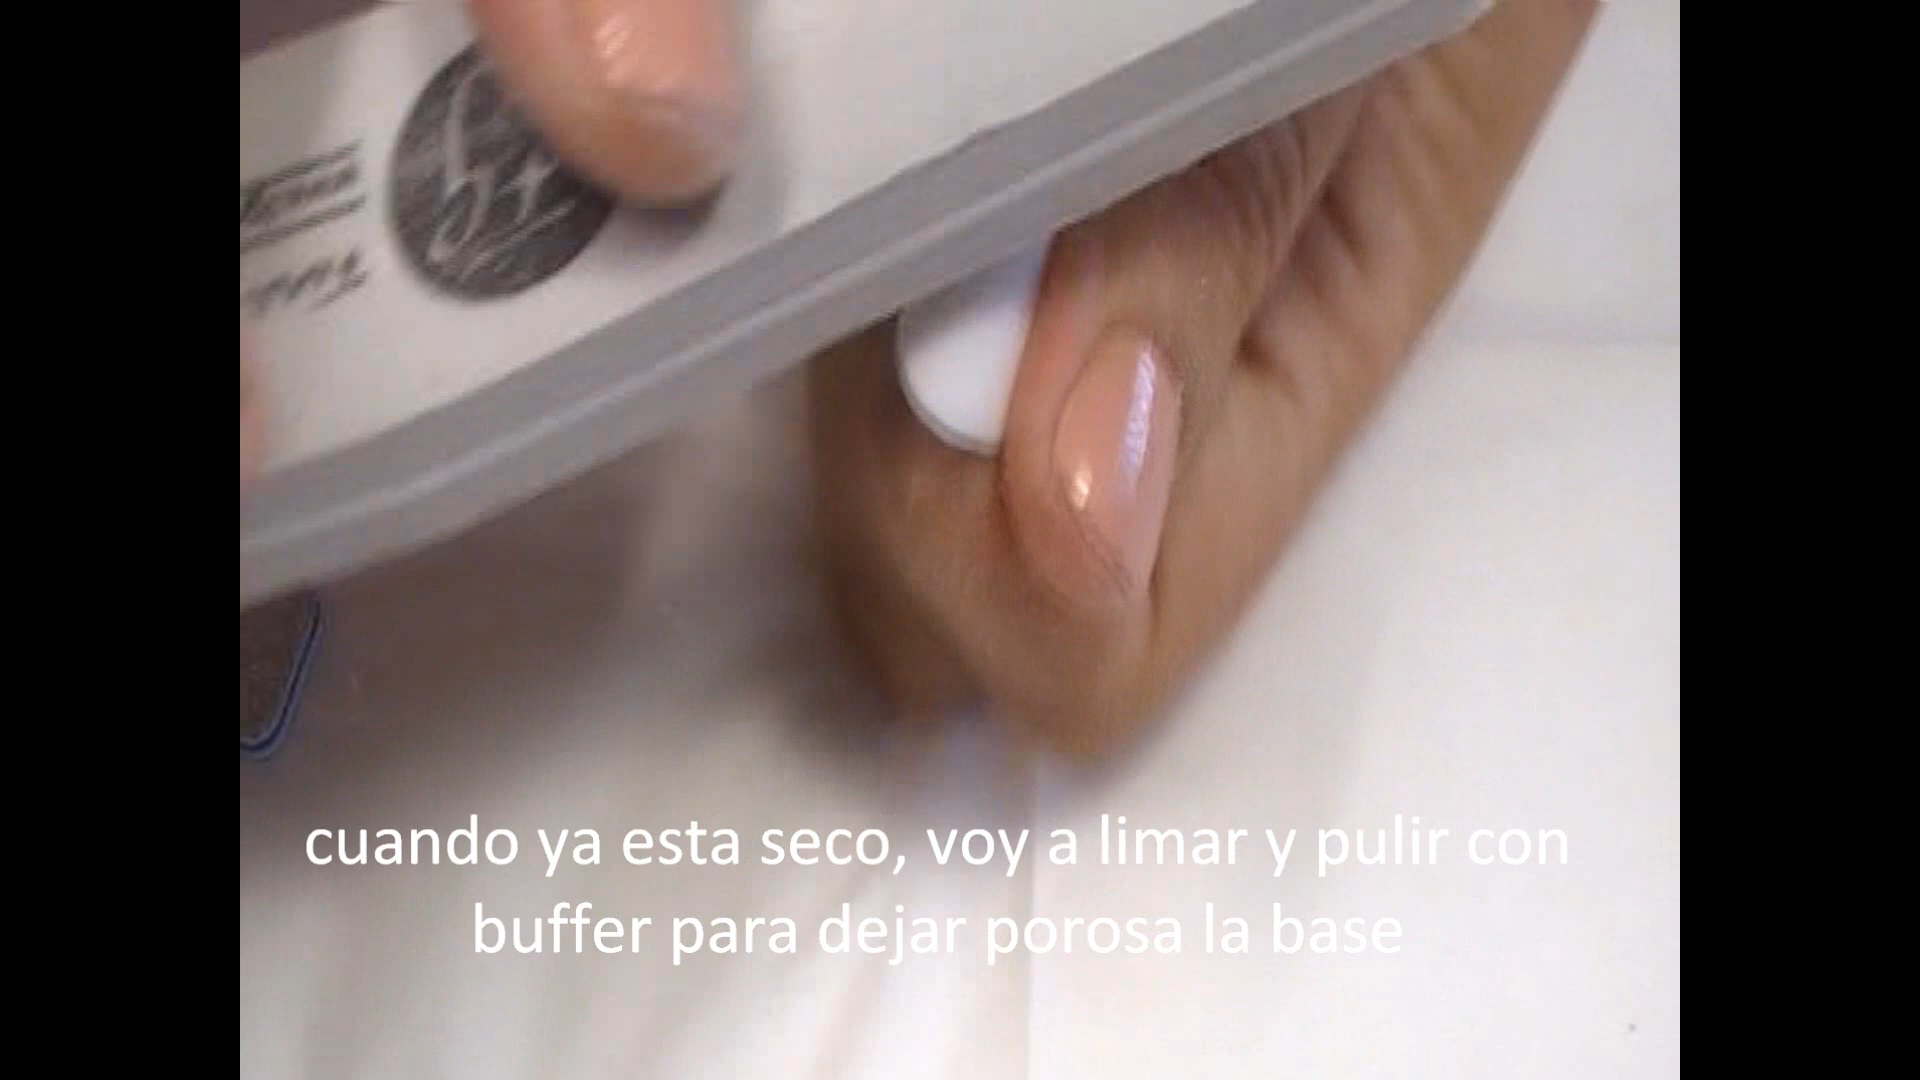 cuando ya esta seco, voy a limar y pulir con
buffer para dejar porosa la base